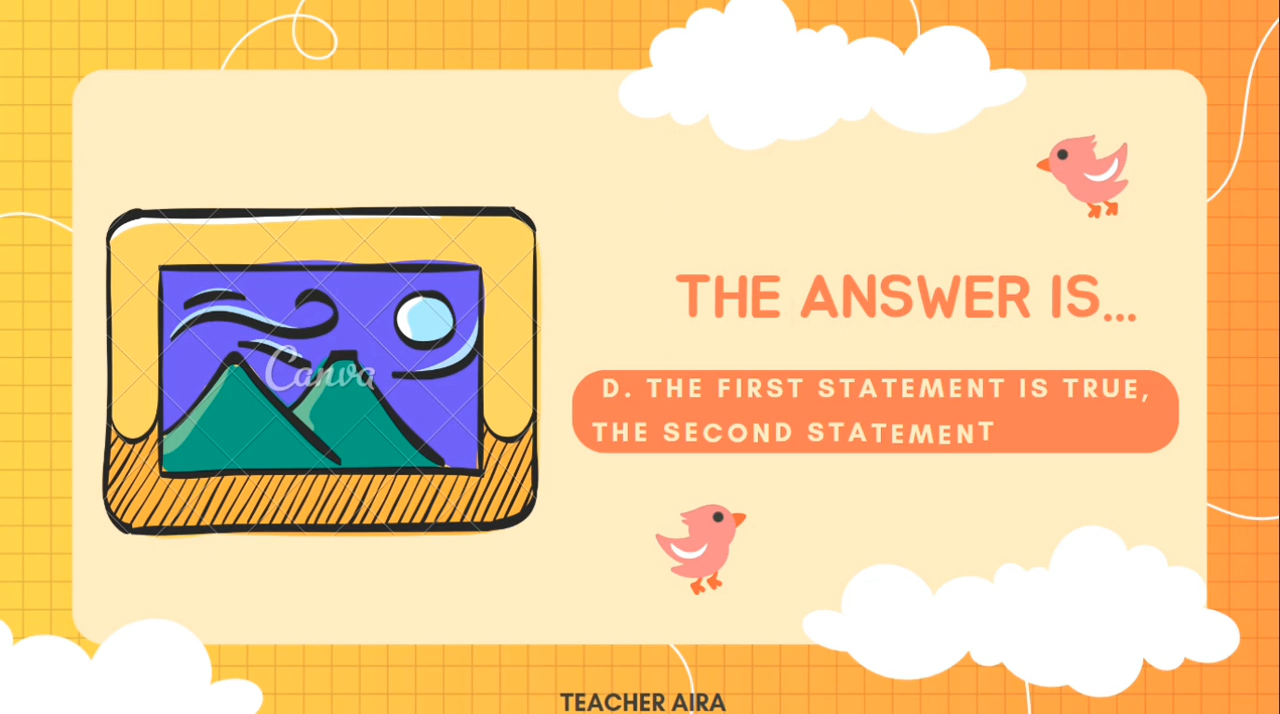 Canva
THE ANSWER IS...
D. THE FIRST STATEMENT IS TRUE,
THE SECOND STATEMENT
TEACHER AIRA